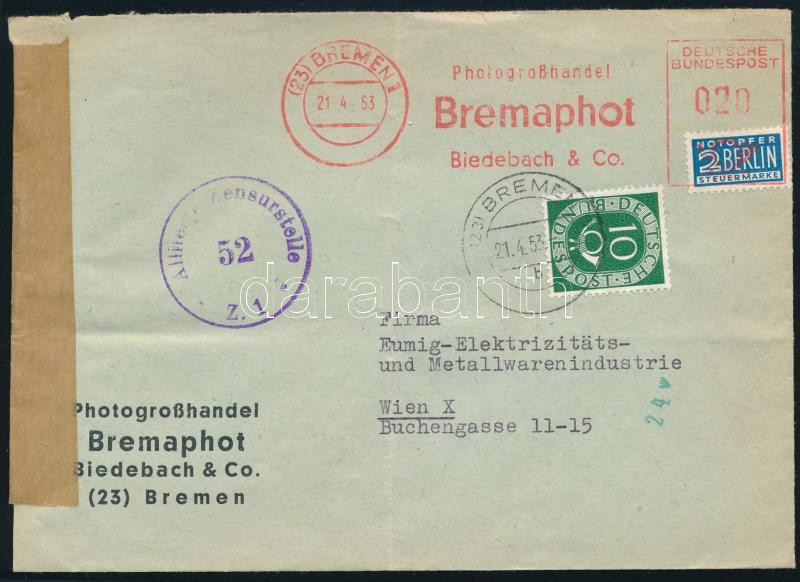 (23) BREMEN 1
21.4.53
Photogroßhandel
Bremaphot
Biedebach & Co.
DEUTSCHE
BUNDESPOST
020
NOTOPFER
2 BERLIN
STEUERMARKE
Zensurstelle
52
Z. 1
(23) BREMEN
21.4.53
DEUTSCHE
BUNDESPOST
10
darabanth
Firma
Eumig-Elektrizitäts-
und Metallwarenindustrie
Wien X
Buchengasse 11-15
Photogroßhandel
Bremaphot
Biedebach & Co.
(23) Bremen